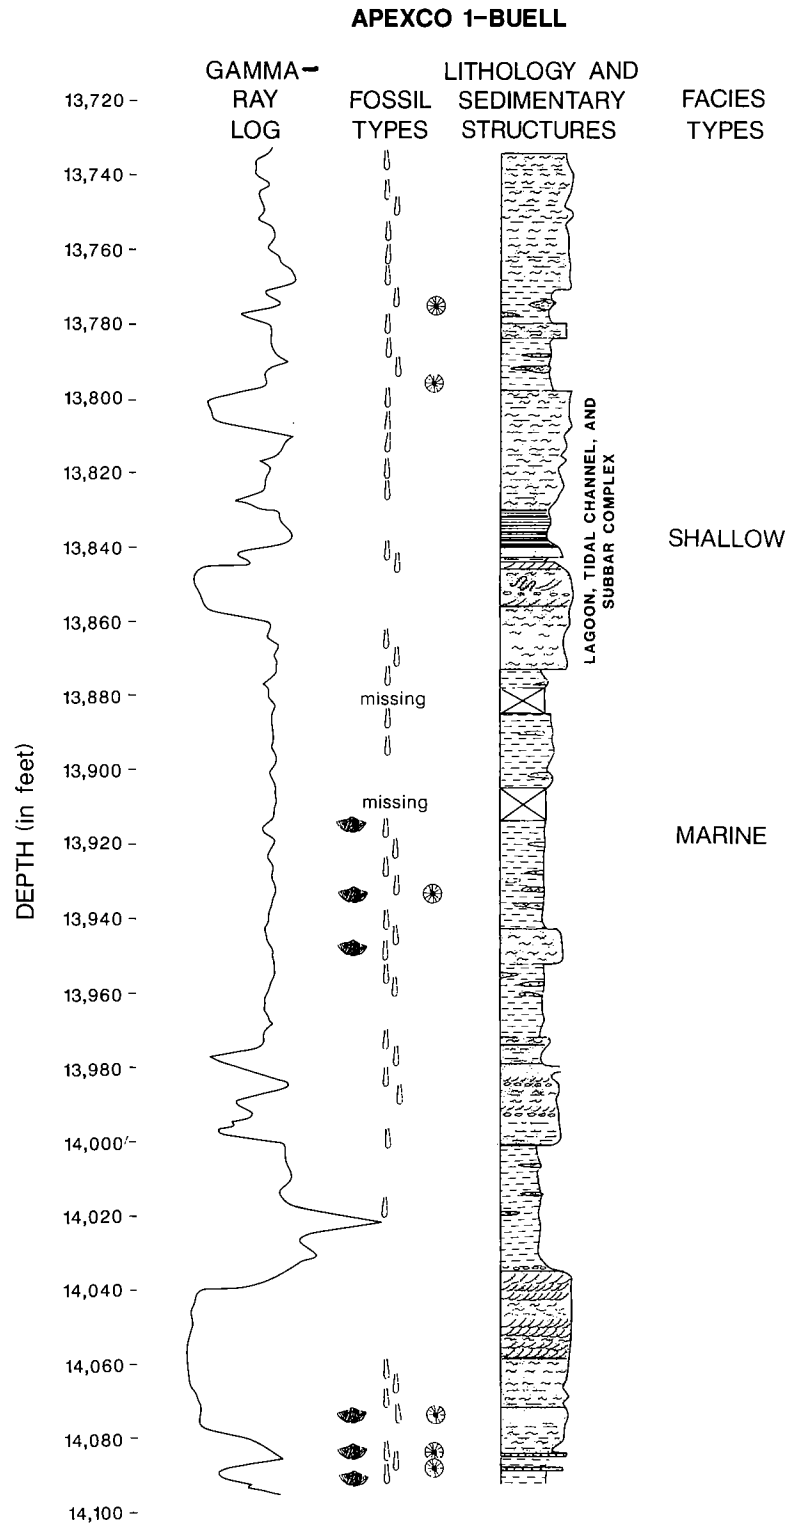 APEXCO 1-BUELL
GAMMA-
RAY
LOG
FOSSIL
TYPES
LITHOLOGY AND
SEDIMENTARY
STRUCTURES
FACIES
TYPES
DEPTH (in feet)
13,720
13,740
13,760
13,780
13,800
13,820
13,840
13,860
13,880
13,900
13,920
13,940
13,960
13,980
14,000
14,020
14,040
14,060
14,080
14,100
missing
missing
LAGOON, TIDAL CHANNEL, AND
SUBBAR COMPLEX
SHALLOW
MARINE